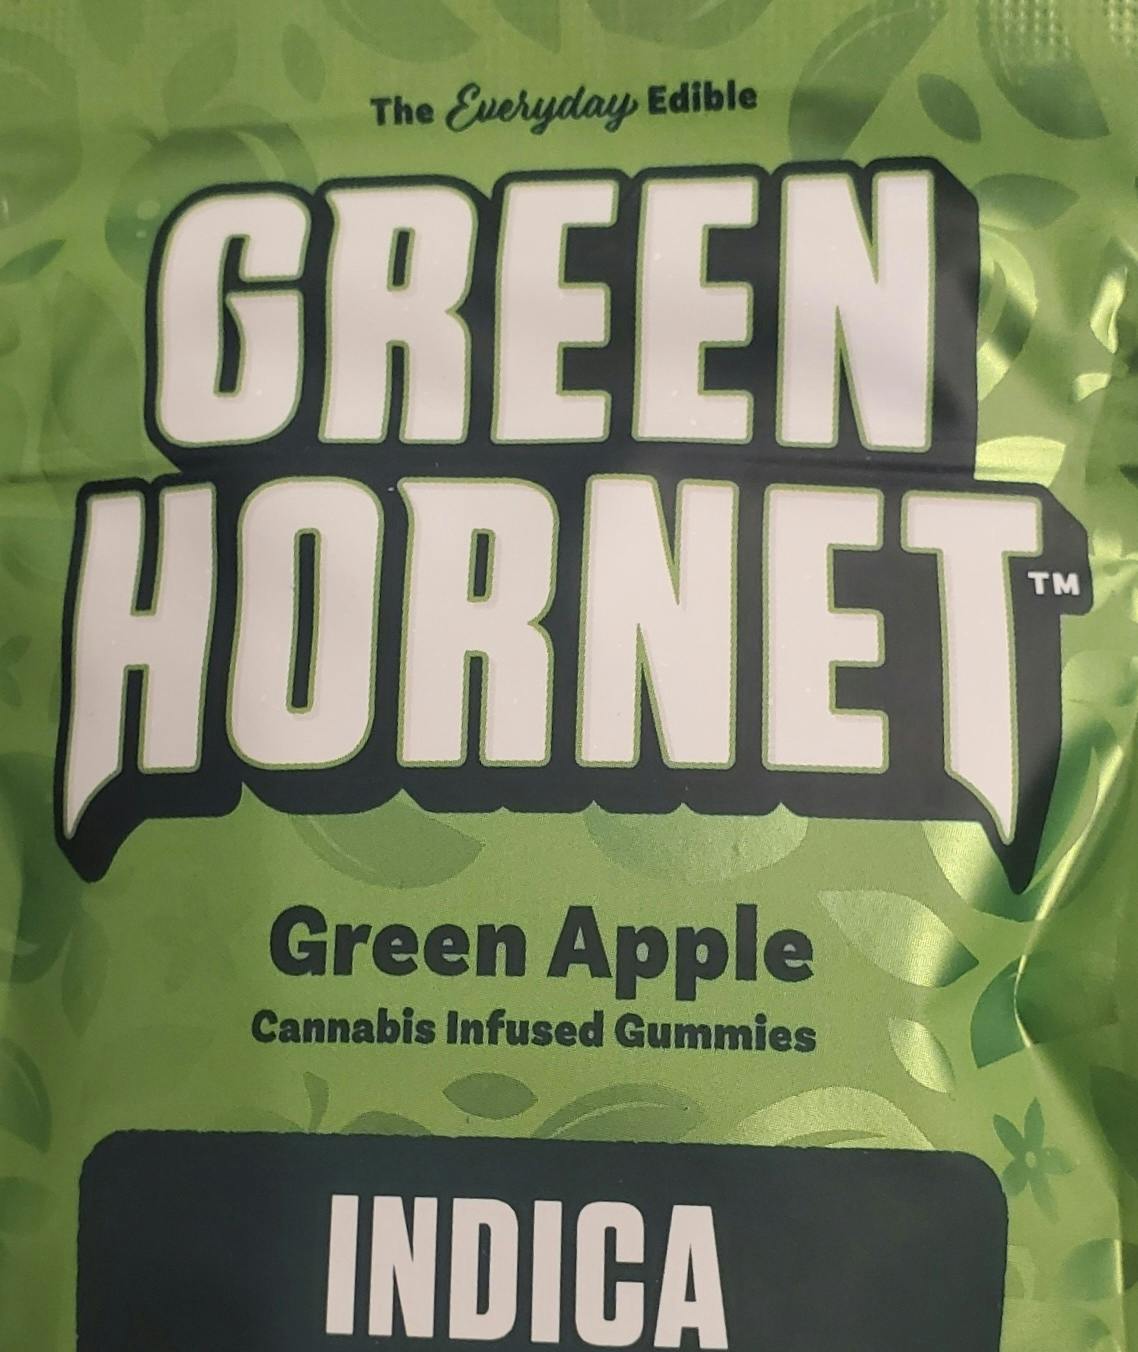 The Everyday Edible
GREEN
HORNET™
Green Apple
Cannabis Infused Gummies
INDICA